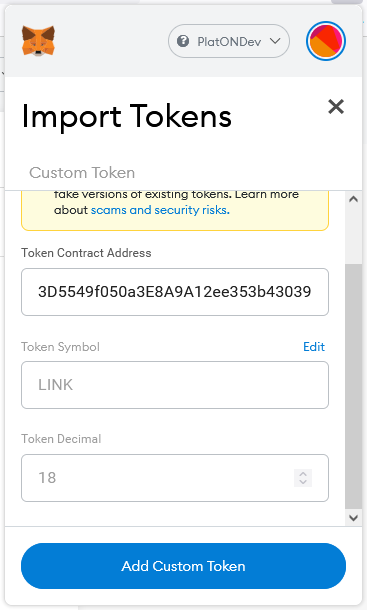 PlatONDev
Import Tokens
Custom Token
fake versions of existing tokens. Learn more
about scams and security risks.
Token Contract Address
3D5549f050a3E8A9A12ee353b43039
Token Symbol
Edit
LINK
Token Decimal
18
Add Custom Token